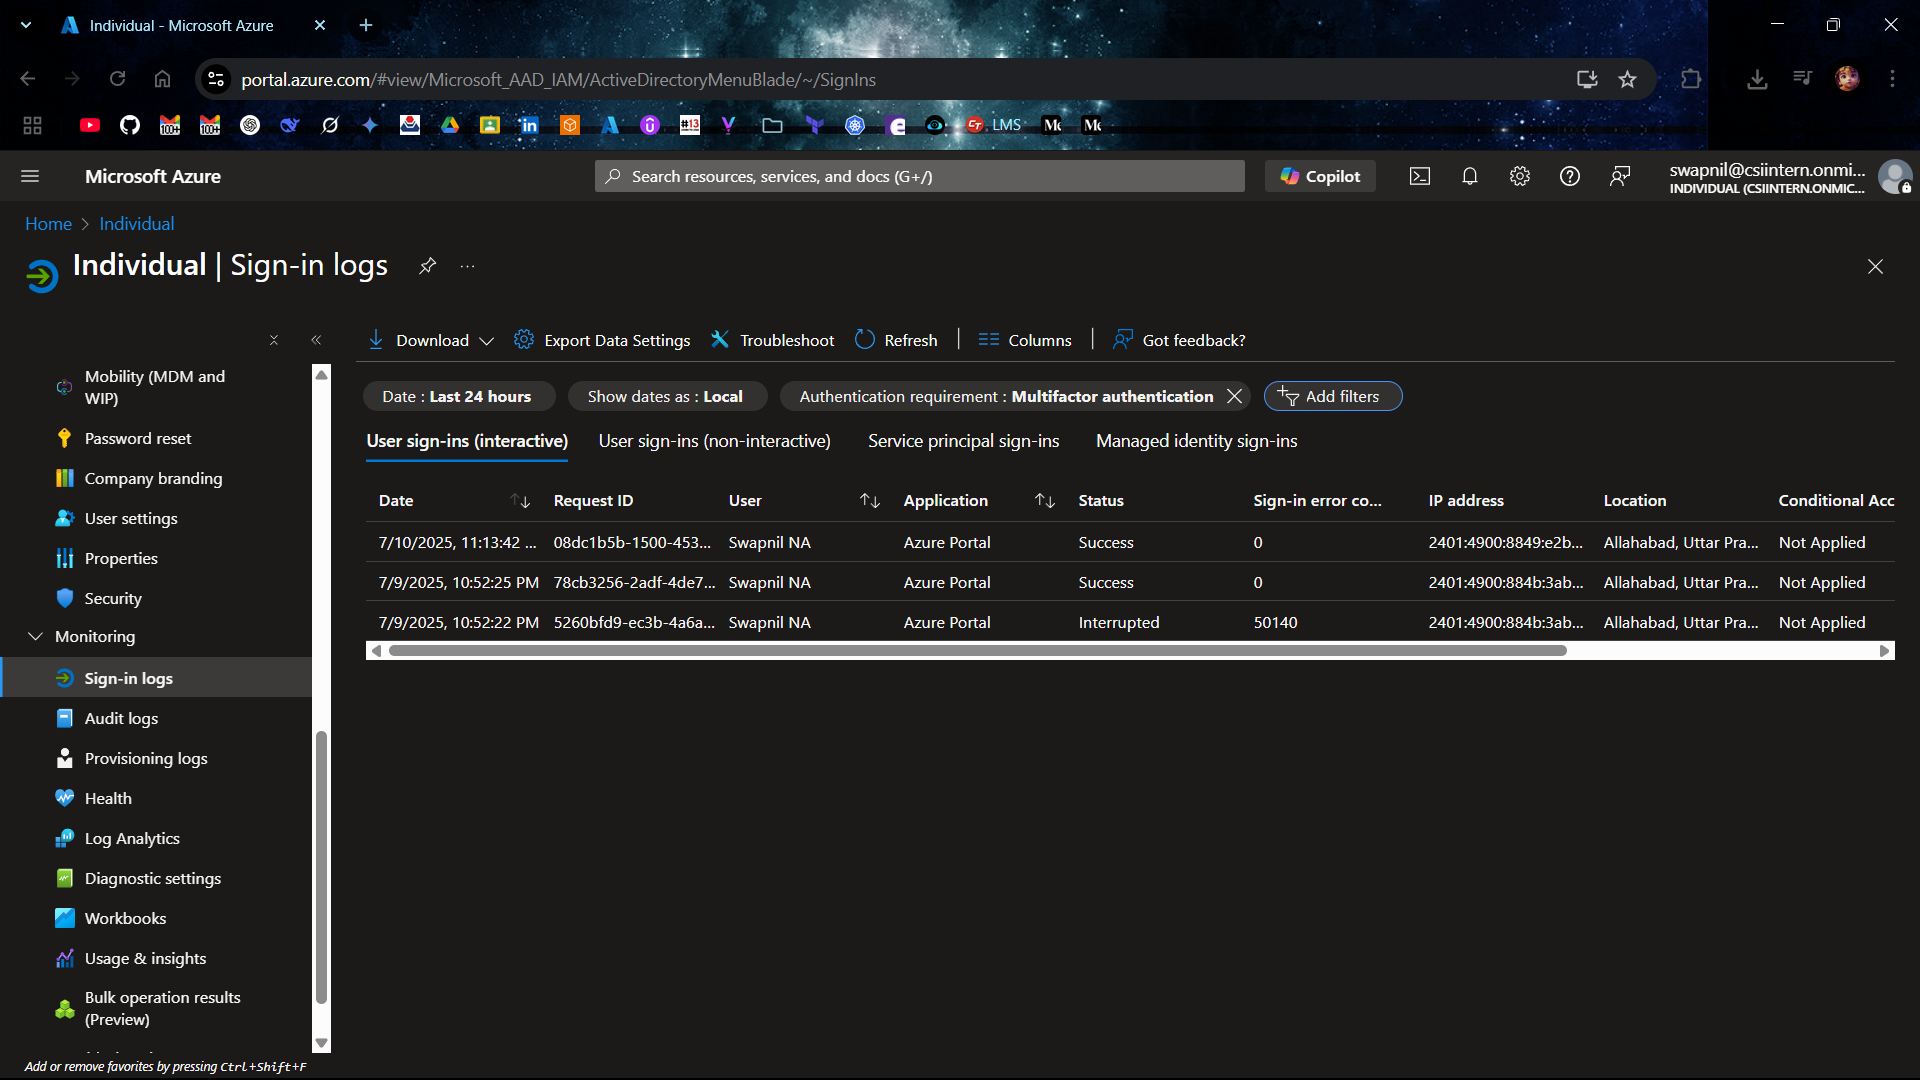 Individual - Microsoft Azure
portal.azure.com/#view/Microsoft_AAD_IAM/ActiveDirectoryMenuBlade/~/SignIns
100+
100+
#13
LMS
Microsoft Azure
Search resources, services, and docs (G+/)
Copilot
swapnil@csiintern.onmi...
INDIVIDUAL (CSIINTERN.ONMIC...
Home > Individual
Individual | Sign-in logs
...
Download
Export Data Settings
Troubleshoot
Refresh
Columns
Got feedback?
Date : Last 24 hours
Show dates as : Local
Authentication requirement : Multifactor authentication
Add filters
User sign-ins (interactive)
User sign-ins (non-interactive)
Service principal sign-ins
Managed identity sign-ins
Date Request ID User Application Status Sign-in error co... IP address Location Conditional Acc
7/10/2025, 11:13:42 ... 08dc1b5b-1500-453... Swapnil NA Azure Portal Success 0 2401:4900:8849:e2b... Allahabad, Uttar Pra... Not Applied
7/9/2025, 10:52:25 PM 78cb3256-2adf-4de7... Swapnil NA Azure Portal Success 0 2401:4900:884b:3ab... Allahabad, Uttar Pra... Not Applied
7/9/2025, 10:52:22 PM 5260bfd9-ec3b-4a6a... Swapnil NA Azure Portal Interrupted 50140 2401:4900:884b:3ab... Allahabad, Uttar Pra... Not Applied
Mobility (MDM and
WIP)
Password reset
Company branding
User settings
Properties
Security
Monitoring
Sign-in logs
Audit logs
Provisioning logs
Health
Log Analytics
Diagnostic settings
Workbooks
Usage & insights
Bulk operation results
(Preview)
Add or remove favorites by pressing Ctrl+Shift+F